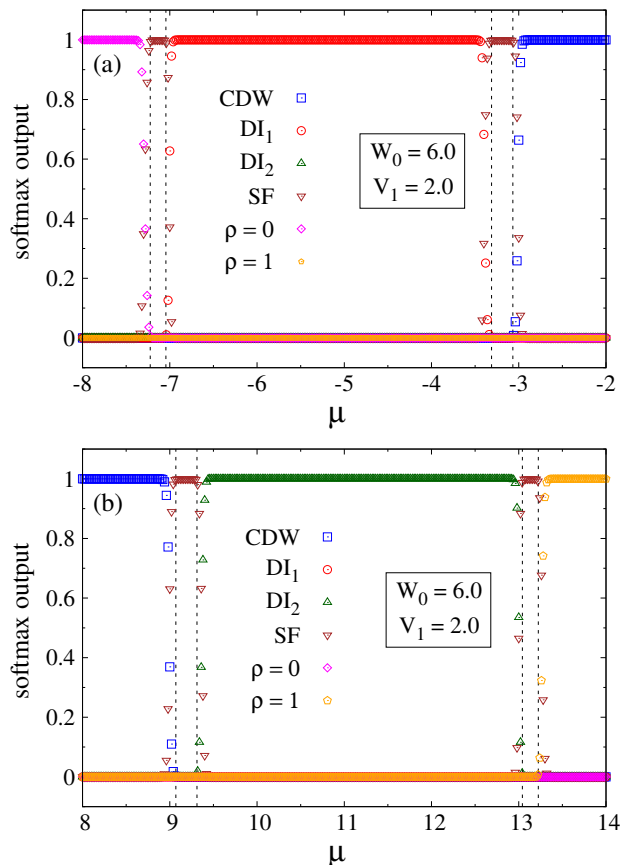 1
0.8
0.6
0.4
0.2
0
softmax output
(a)
CDW
DI₁
DI₂
SF
ρ = 0
ρ = 1
W₀ = 6.0
V₁ = 2.0
-8 -7 -6 -5 -4 -3 -2
μ
1
0.8
0.6
0.4
0.2
0
softmax output
(b)
CDW
DI₁
DI₂
SF
ρ = 0
ρ = 1
W₀ = 6.0
V₁ = 2.0
8 9 10 11 12 13 14
μ